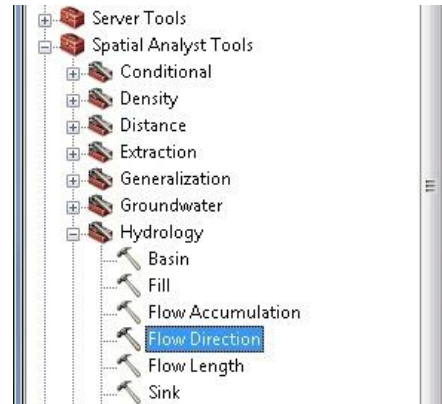 Server Tools
Spatial Analyst Tools
Conditional
Density
Distance
Extraction
Generalization
Groundwater
Hydrology
Basin
Fill
Flow Accumulation
Flow Direction
Flow Length
Sink